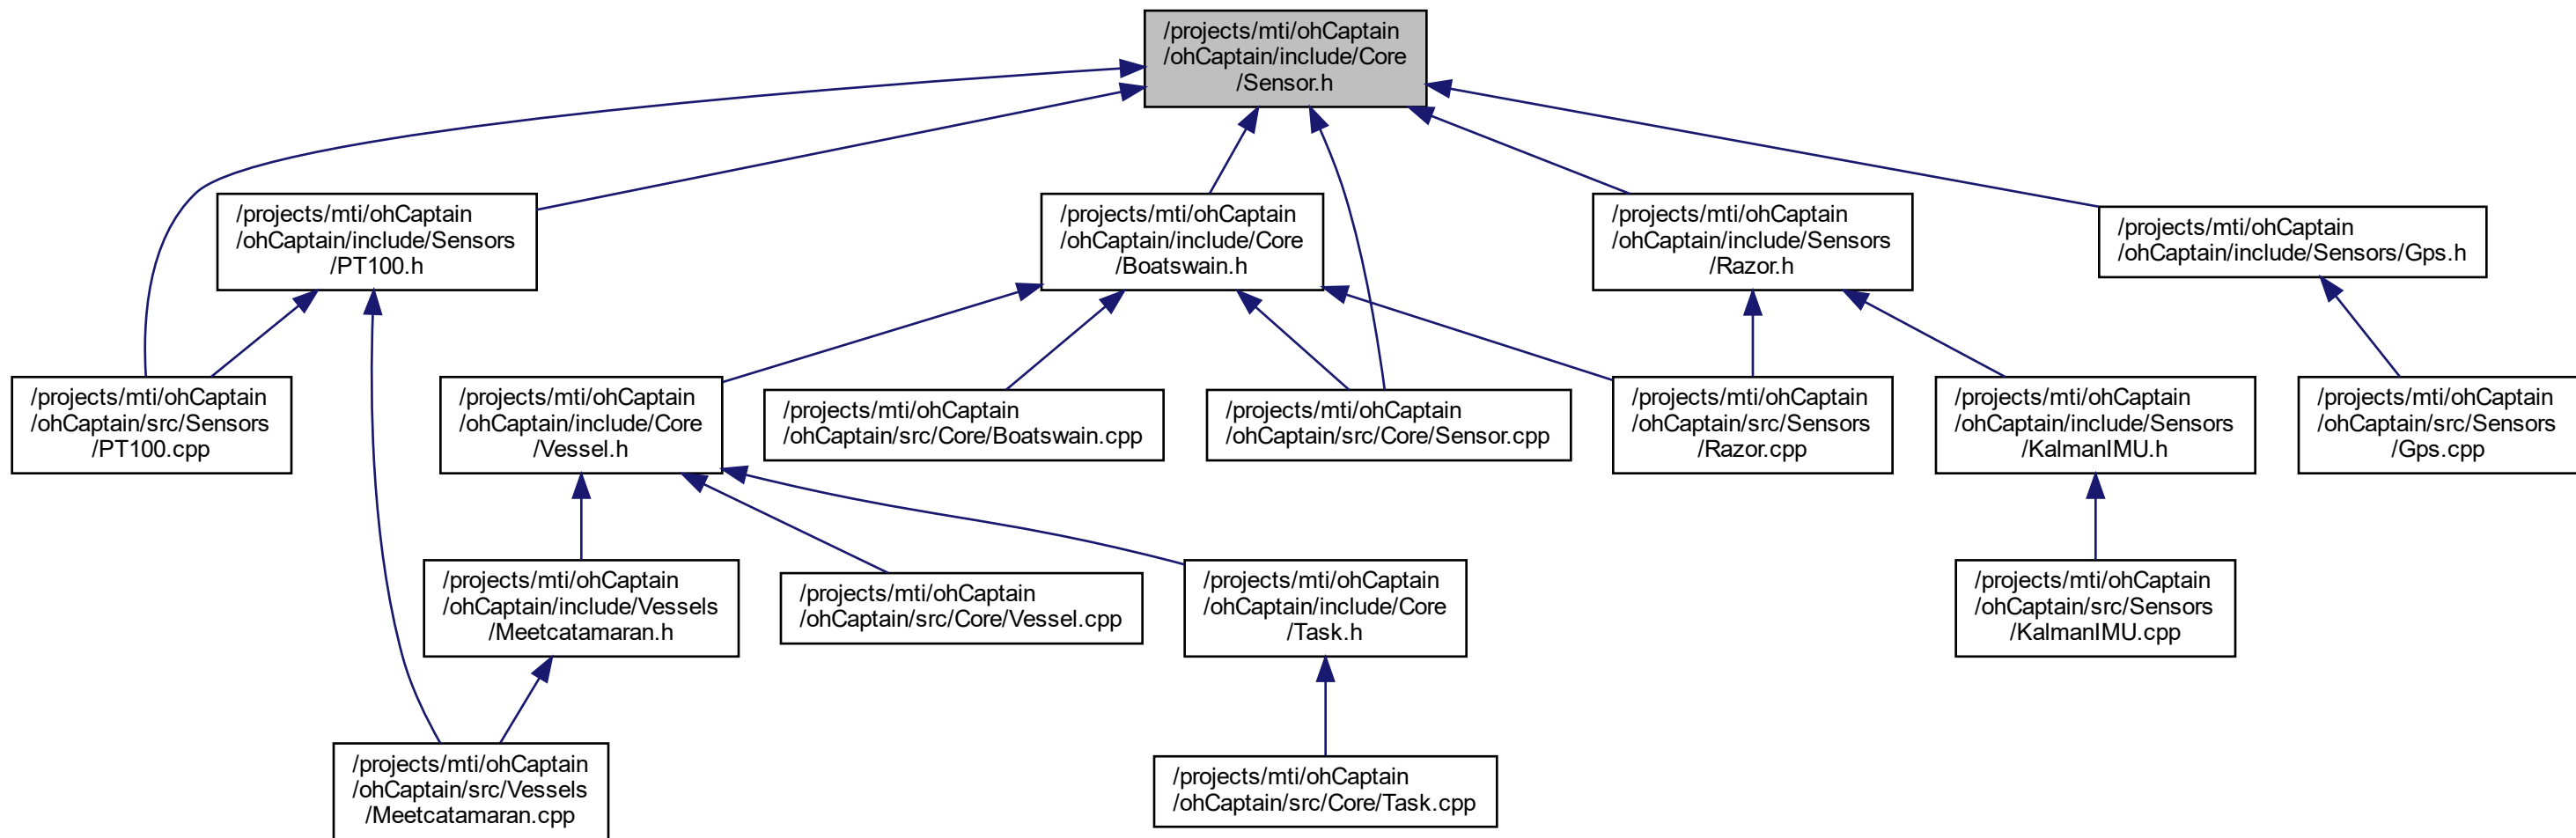 /projects/mti/ohCaptain
/ohCaptain/include/Core
/Sensor.h
/projects/mti/ohCaptain
/ohCaptain/include/Sensors
/PT100.h
/projects/mti/ohCaptain
/ohCaptain/include/Core
/Boatswain.h
/projects/mti/ohCaptain
/ohCaptain/include/Sensors
/Razor.h
/projects/mti/ohCaptain
/ohCaptain/include/Sensors/Gps.h
/projects/mti/ohCaptain
/ohCaptain/src/Sensors
/PT100.cpp
/projects/mti/ohCaptain
/ohCaptain/include/Core
/Vessel.h
/projects/mti/ohCaptain
/ohCaptain/src/Core/Boatswain.cpp
/projects/mti/ohCaptain
/ohCaptain/src/Core/Sensor.cpp
/projects/mti/ohCaptain
/ohCaptain/src/Sensors
/Razor.cpp
/projects/mti/ohCaptain
/ohCaptain/include/Sensors
/KalmanIMU.h
/projects/mti/ohCaptain
/ohCaptain/src/Sensors
/Gps.cpp
/projects/mti/ohCaptain
/ohCaptain/include/Vessels
/Meetcatamaran.h
/projects/mti/ohCaptain
/ohCaptain/src/Core/Vessel.cpp
/projects/mti/ohCaptain
/ohCaptain/include/Core
/Task.h
/projects/mti/ohCaptain
/ohCaptain/src/Sensors
/KalmanIMU.cpp
/projects/mti/ohCaptain
/ohCaptain/src/Vessels
/Meetcatamaran.cpp
/projects/mti/ohCaptain
/ohCaptain/src/Core/Task.cpp